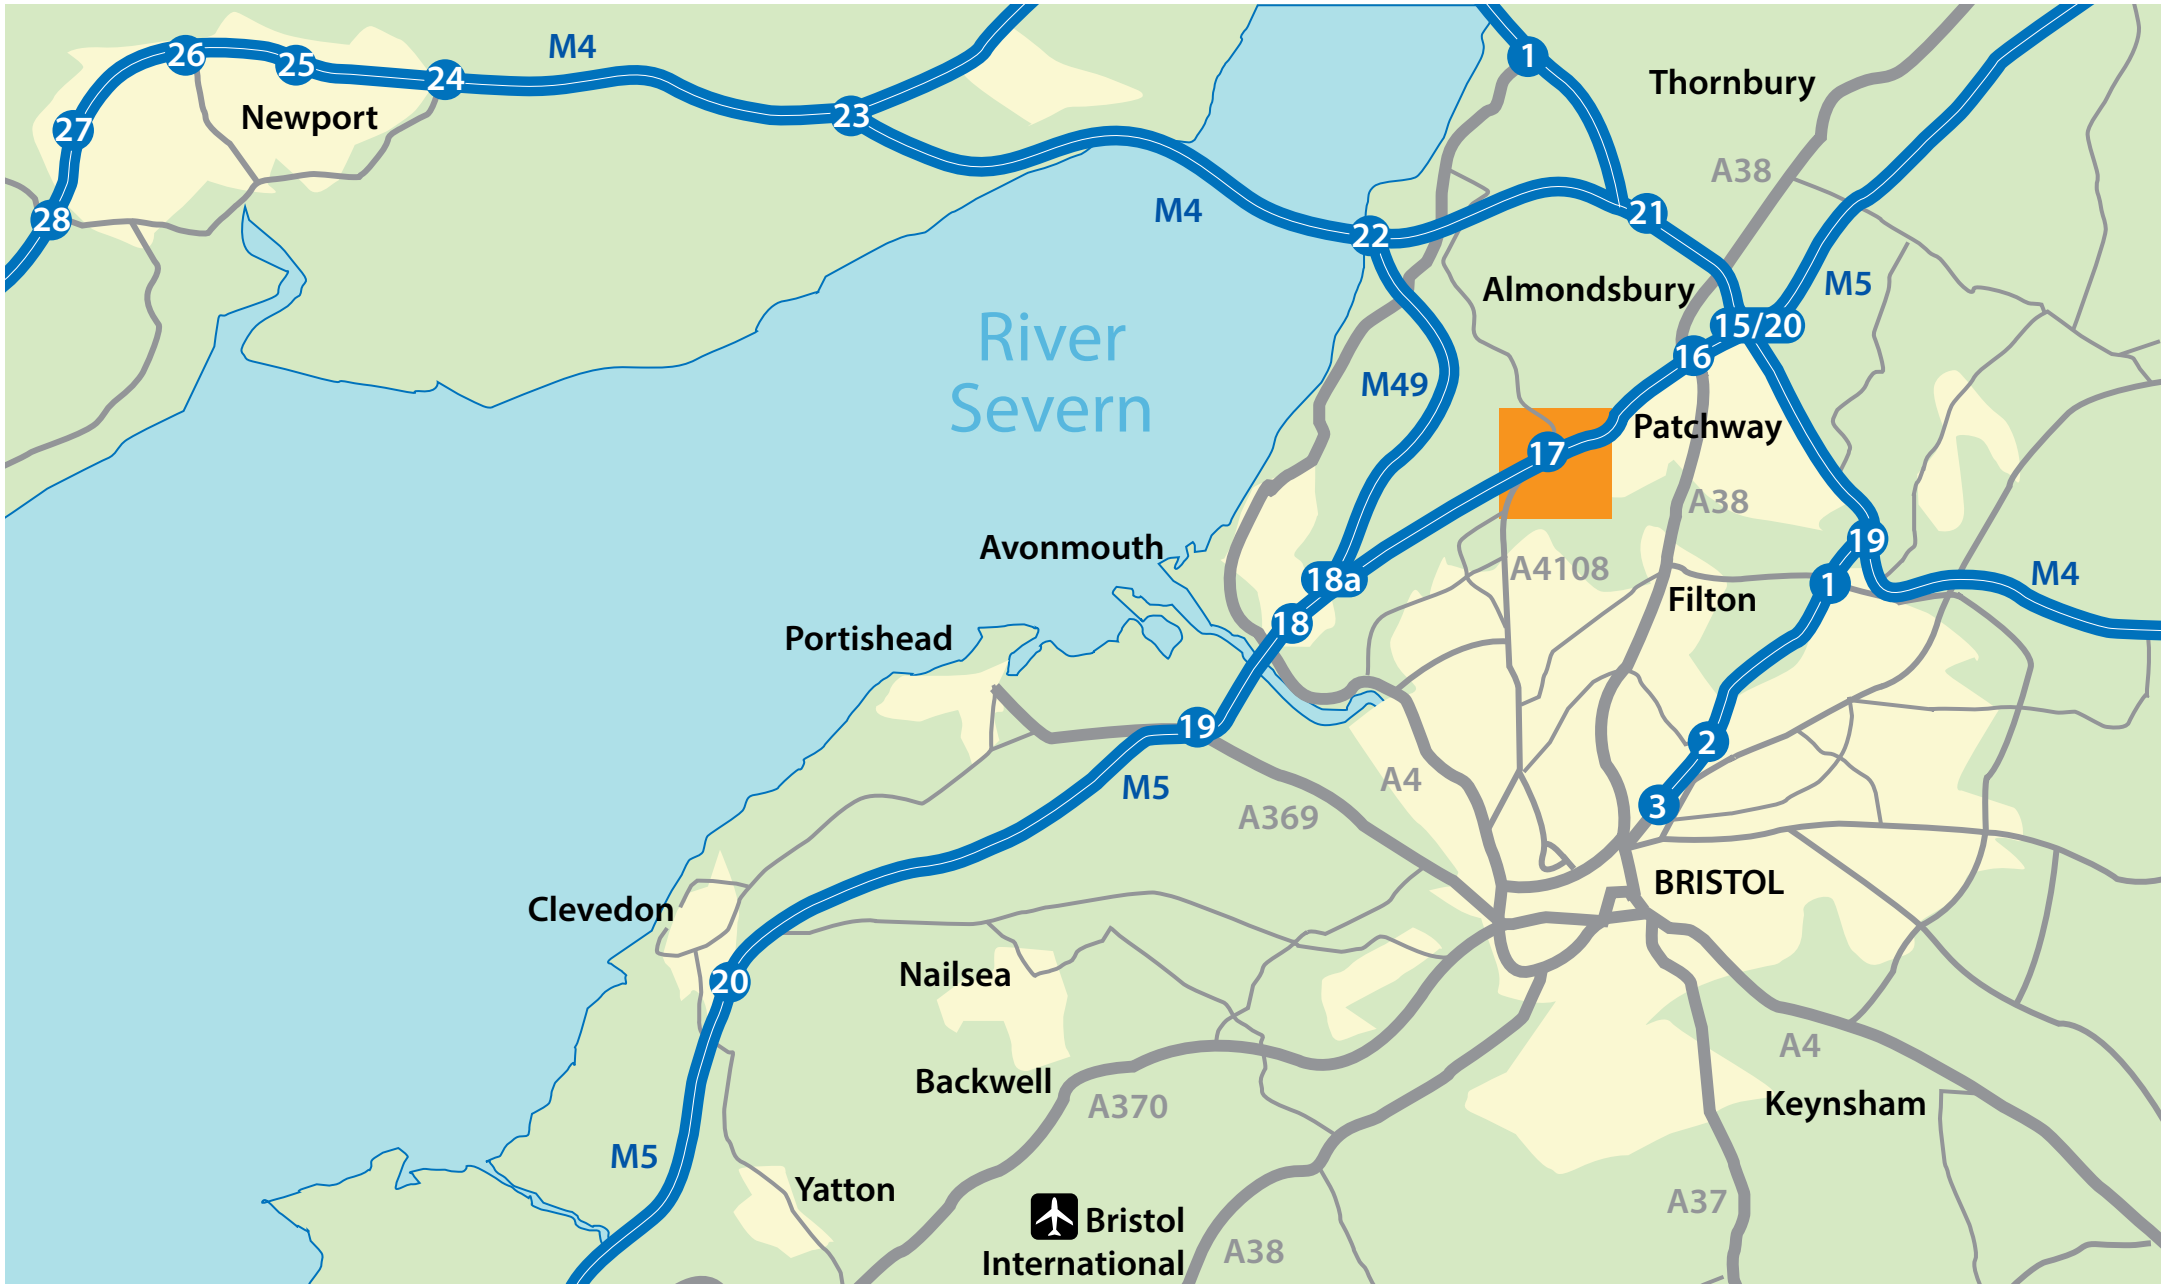 26
25
24
M4
1
Thornbury
27
Newport
23
A38
28
M4
22
21
Almondsbury
M5
River
Severn
15/20
16
M49
Patchway
17
A38
Avonmouth
A4108
19
18a
1
M4
Filton
18
Portishead
19
2
M5
A4
3
A369
BRISTOL
Clevedon
Nailsea
20
A4
Backwell
A370
Keynsham
M5
Yatton
A37
Bristol
International
A38